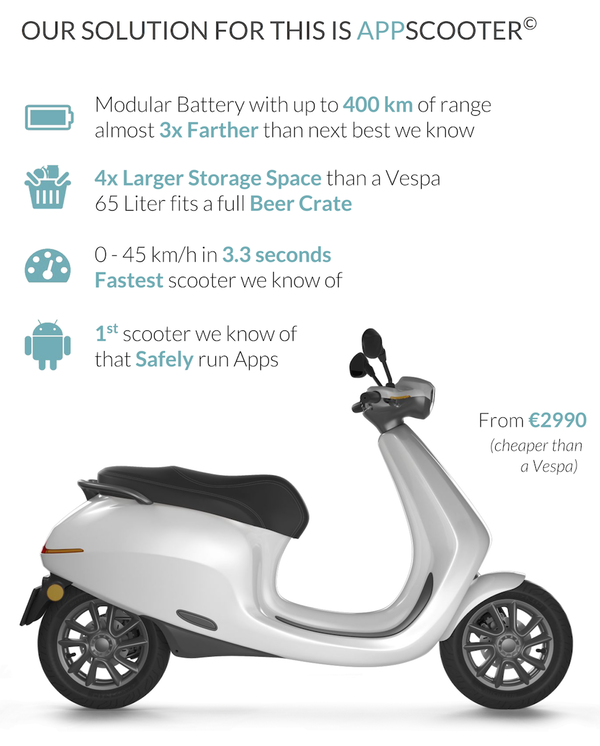 OUR SOLUTION FOR THIS IS APPSCOOTER©
Modular Battery with up to 400 km of range
almost 3x Farther than next best we know
4x Larger Storage Space than a Vespa
65 Liter fits a full Beer Crate
0 - 45 km/h in 3.3 seconds
Fastest scooter we know of
1st scooter we know of
that Safely run Apps
From €2990
(cheaper than
a Vespa)